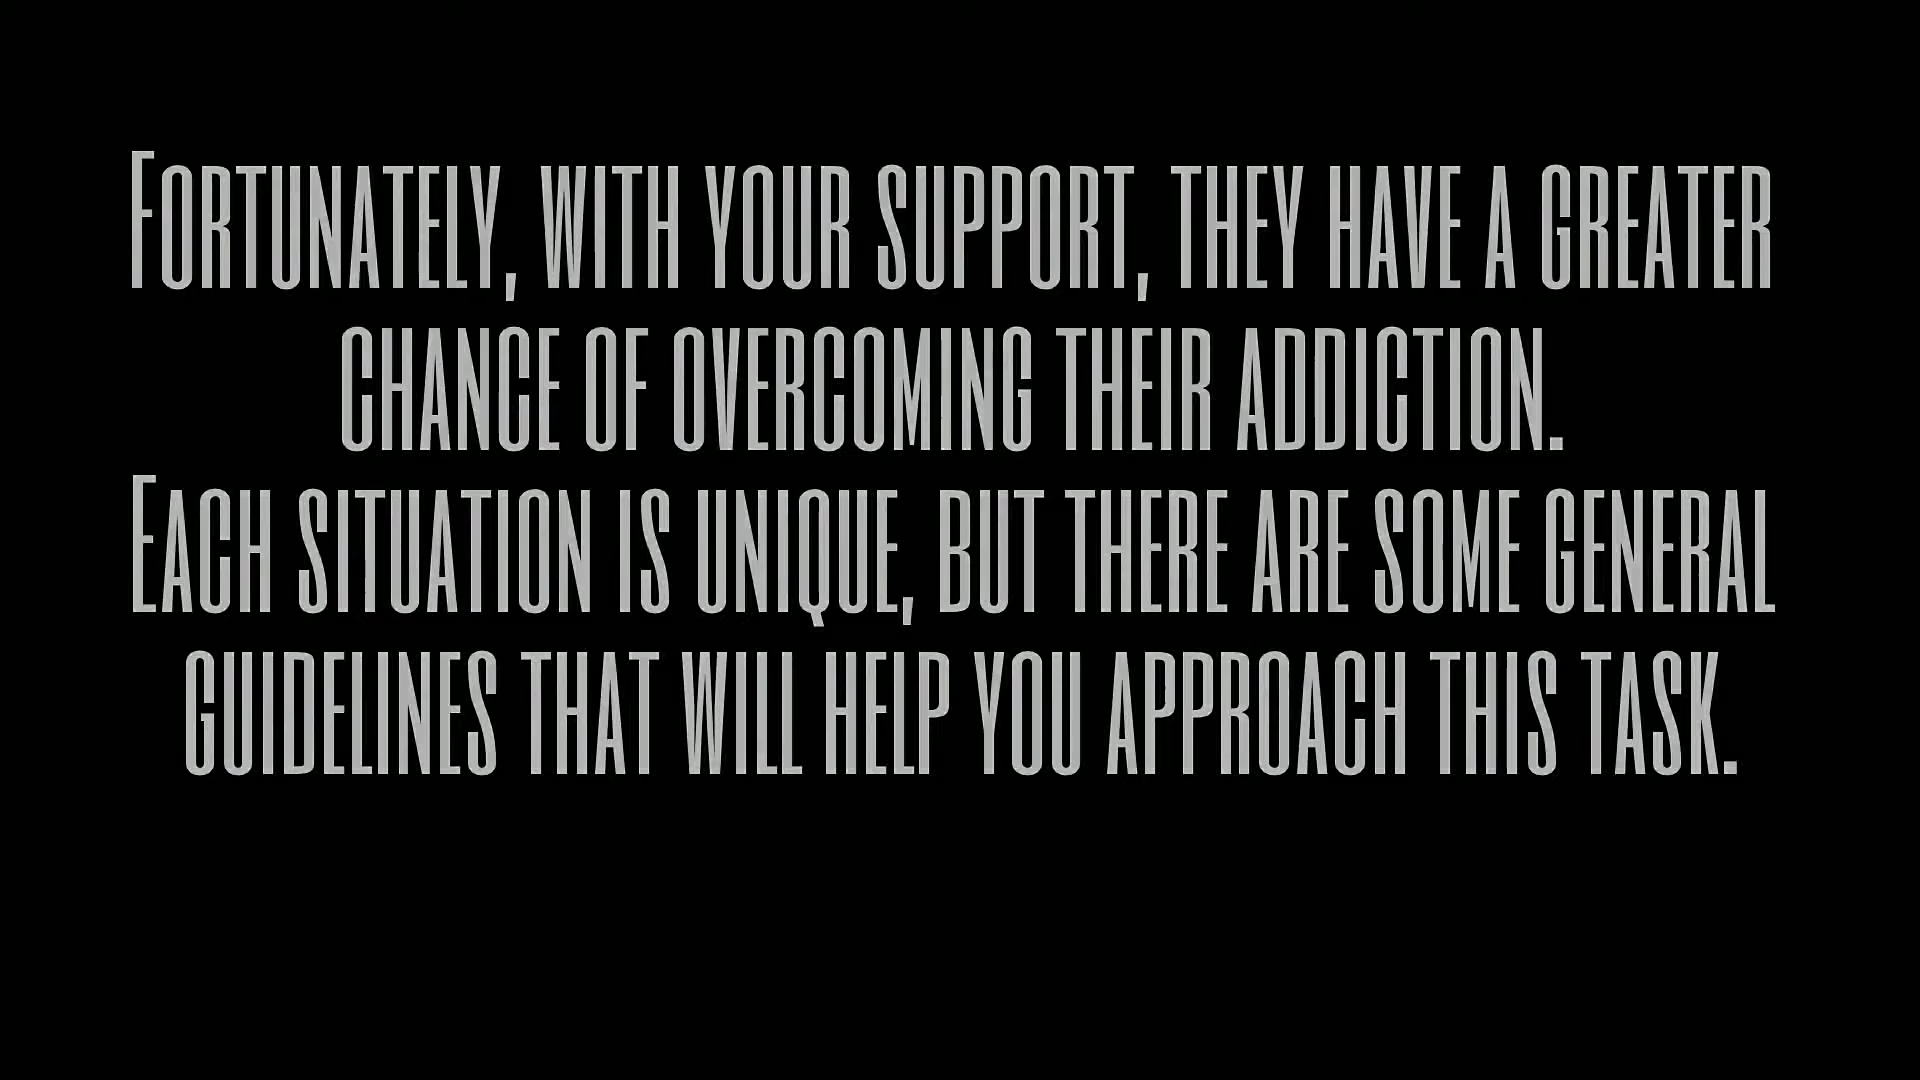 Fortunately, with your support, they have a greater
chance of overcoming their addiction.
Each situation is unique, but there are some general
guidelines that will help you approach this task.